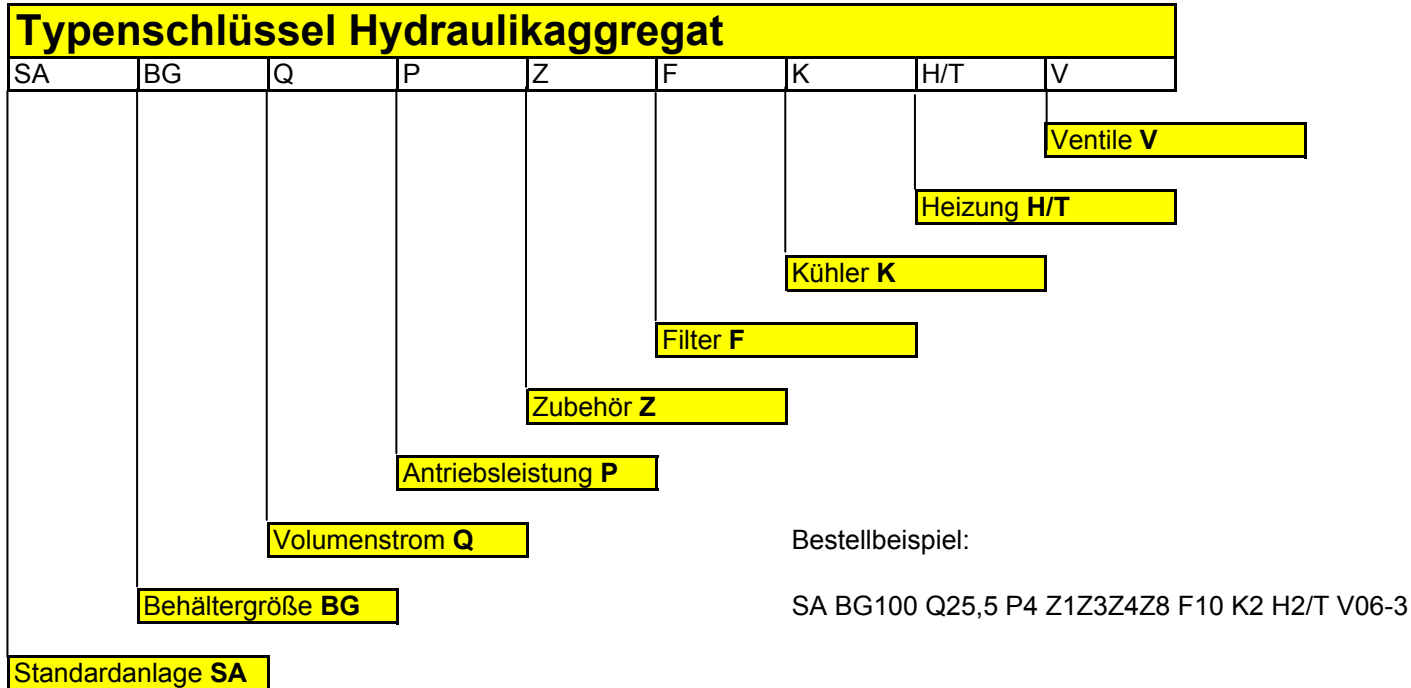 Typenschlüssel Hydraulikaggregat
SA BG Q P Z F K H/T V
Ventile V
Heizung H/T
Kühler K
Filter F
Zubehör Z
Antriebsleistung P
Volumenstrom Q
Bestellbeispiel:
Behältergröße BG
SA BG100 Q25,5 P4 Z1Z3Z4Z8 F10 K2 H2/T V06-3
Standardanlage SA